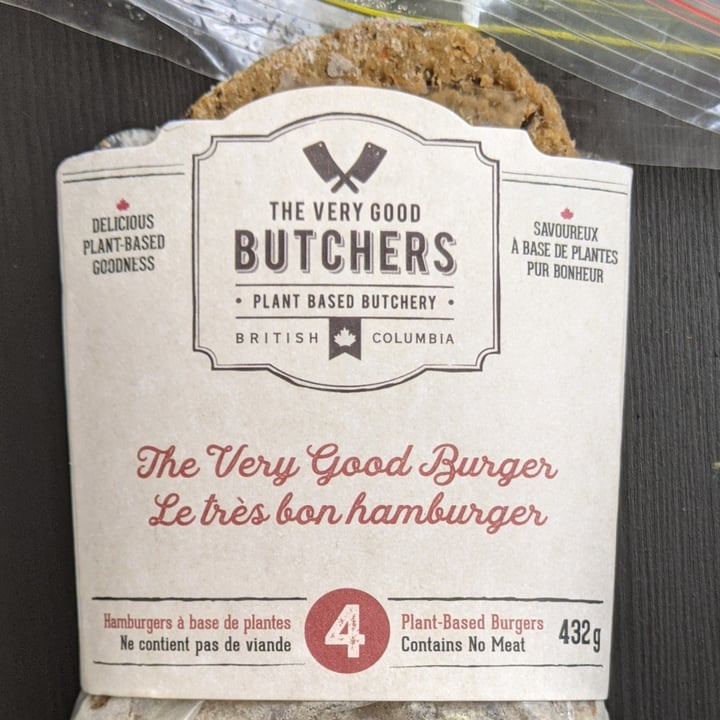 THE VERY GOOD
BUTCHERS
• PLANT BASED BUTCHERY •
BRITISH COLUMBIA
DELICIOUS
PLANT-BASED
GOODNESS
SAVOUREUX
À BASE DE PLANTES
PUR BONHEUR
The Very Good Burger
Le très bon hamburger
Hamburgers à base de plantes
Ne contient pas de viande
4
Plant-Based Burgers
Contains No Meat
432 g